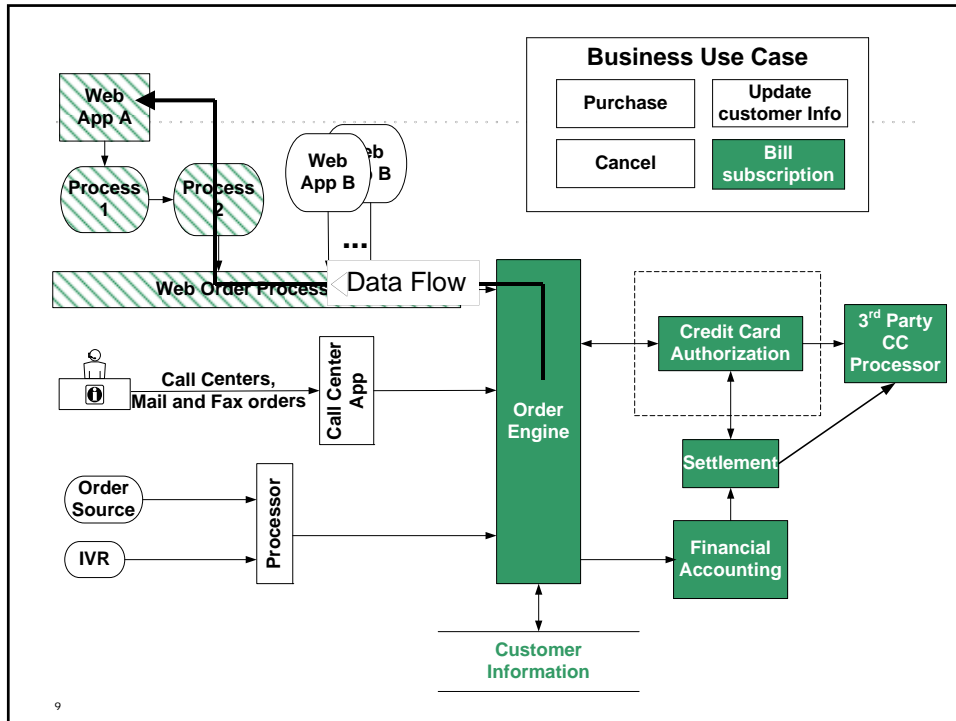 Business Use Case
Purchase
Update
customer Info
Cancel
Bill
subscription
Web
App A
Process
1
Process
2
Web
App B
eb
p B
...
Web Order Process
Data Flow
Call Centers,
Mail and Fax orders
Call Center
App
Order
Source
IVR
Processor
Order
Engine
Credit Card
Authorization
3rd Party
CC
Processor
Settlement
Financial
Accounting
Customer
Information
9